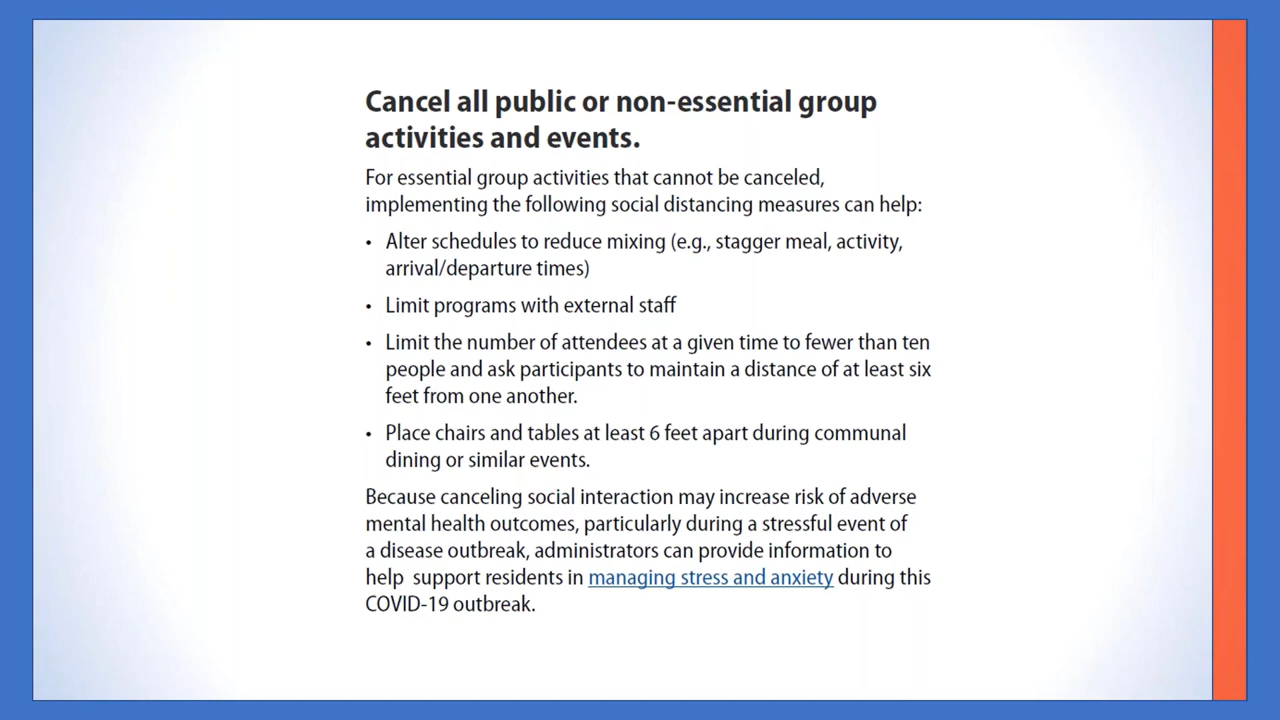 Cancel all public or non-essential group
activities and events.
For essential group activities that cannot be canceled,
implementing the following social distancing measures can help:
• Alter schedules to reduce mixing (e.g., stagger meal, activity,
arrival/departure times)
• Limit programs with external staff
• Limit the number of attendees at a given time to fewer than ten
people and ask participants to maintain a distance of at least six
feet from one another.
• Place chairs and tables at least 6 feet apart during communal
dining or similar events.
Because canceling social interaction may increase risk of adverse
mental health outcomes, particularly during a stressful event of
a disease outbreak, administrators can provide information to
help support residents in managing stress and anxiety during this
COVID-19 outbreak.